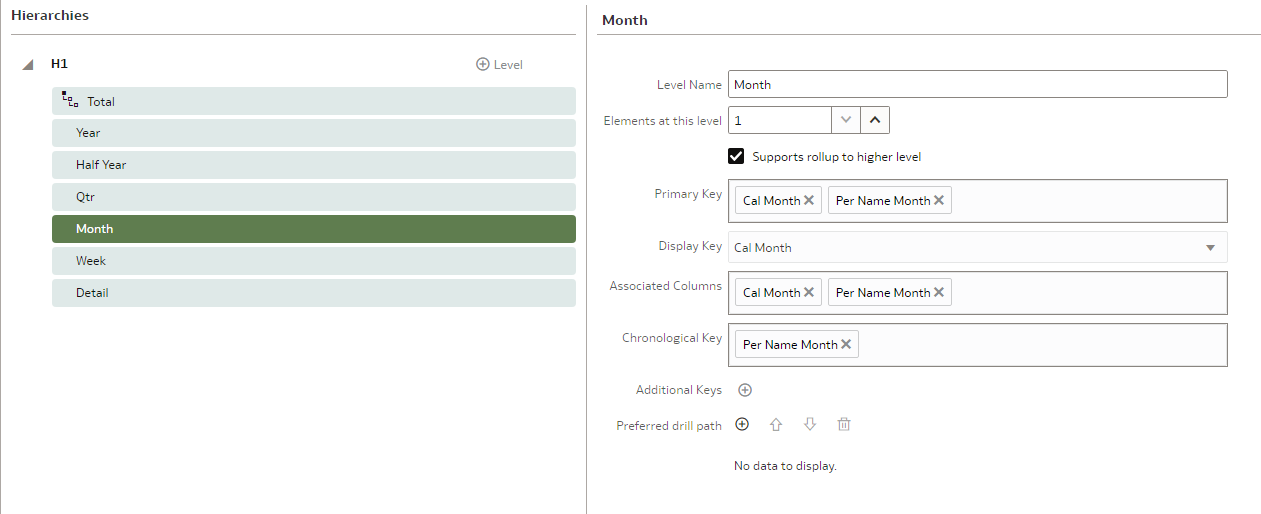 Hierarchies
H1
Level
Total
Year
Half Year
Qtr
Month
Week
Detail
Month
Level Name Month
Elements at this level 1
Supports rollup to higher level
Primary Key Cal Month Per Name Month
Display Key Cal Month
Associated Columns Cal Month Per Name Month
Chronological Key Per Name Month
Additional Keys
Preferred drill path
No data to display.